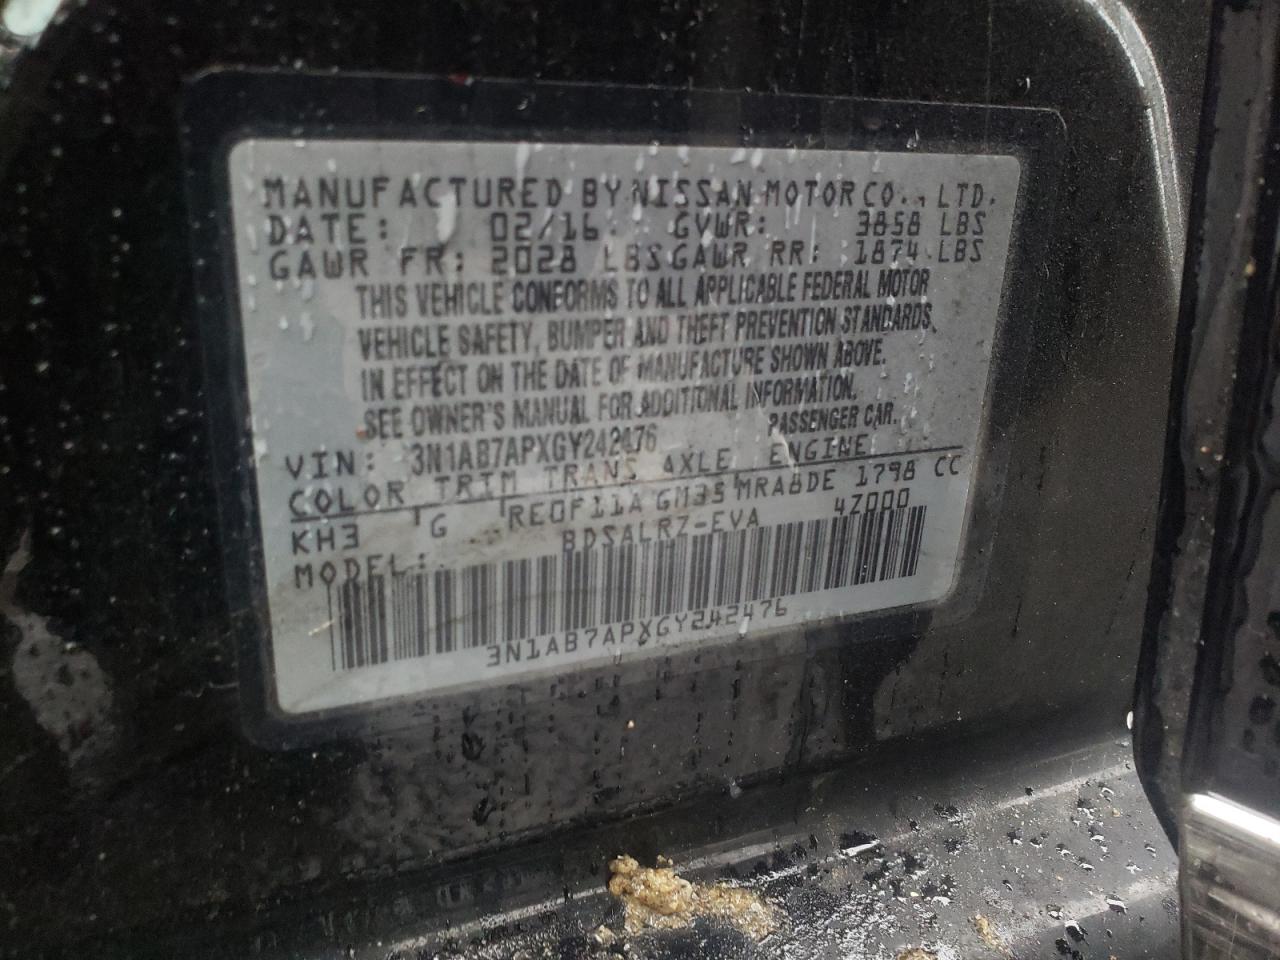 MANUFACTURED BY NISSAN MOTOR CO., LTD.
DATE: 02/16 GVWR: 3858 LBS
GAWR FR: 2028 LBS GAWR RR: 1874 LBS
THIS VEHICLE CONFORMS TO ALL APPLICABLE FEDERAL MOTOR
VEHICLE SAFETY, BUMPER AND THEFT PREVENTION STANDARDS
IN EFFECT ON THE DATE OF MANUFACTURE SHOWN ABOVE.
SEE OWNER'S MANUAL FOR ADDITIONAL INFORMATION.
VIN: 3N1AB7APXGY242476 PASSENGER CAR.
COLOR TRIM TRANS AXLE ENGINE
KH3 G RE0F11A GM35 MRA8DE 1798 CC
MODEL: BDSALRZ-EVA 4Z000
3N1AB7APXGY242476